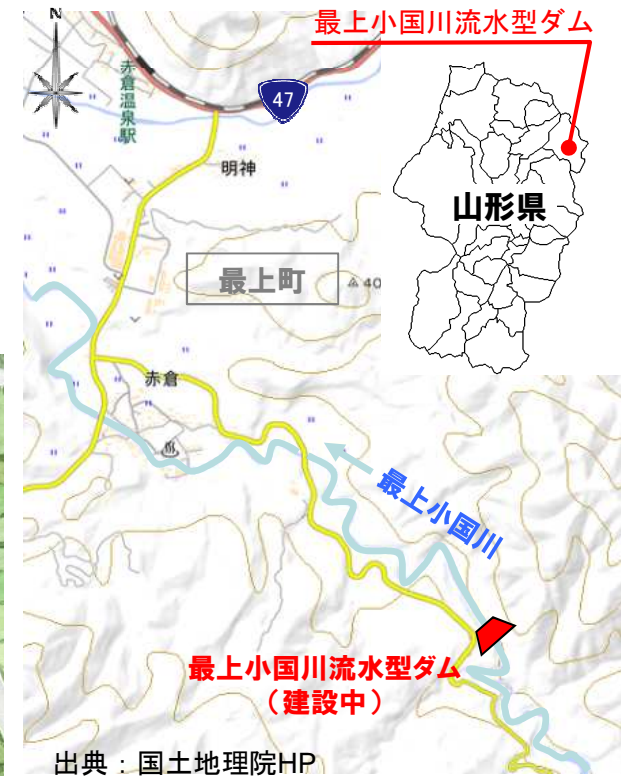 最上小国川流水型ダム
N
赤倉
温泉駅
47
明神
山形県
最上町
40
赤倉
最上小国川
最上小国川流水型ダム
（建設中）
出典：国土地理院HP